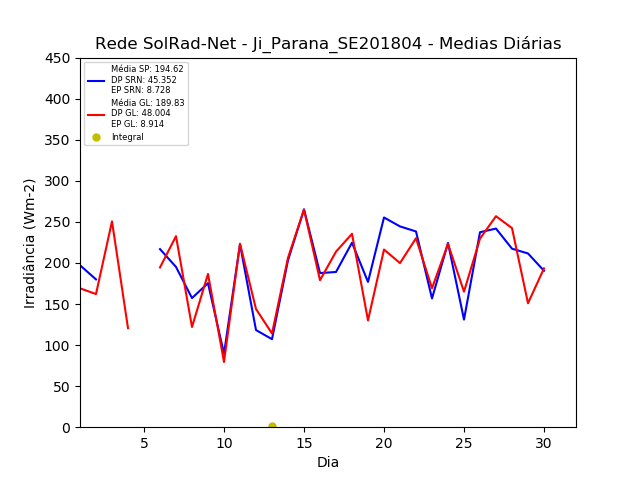 Rede SolRad-Net - Ji_Parana_SE201804 - Medias Diárias
450
400
350
300
250
200
150
100
50
0
Irradiância (Wm-2)
Média SP: 194.62
DP SRN: 45.352
EP SRN: 8.728
Média GL: 189.83
DP GL: 48.004
EP GL: 8.914
Integral
5
10
15
20
25
30
Dia